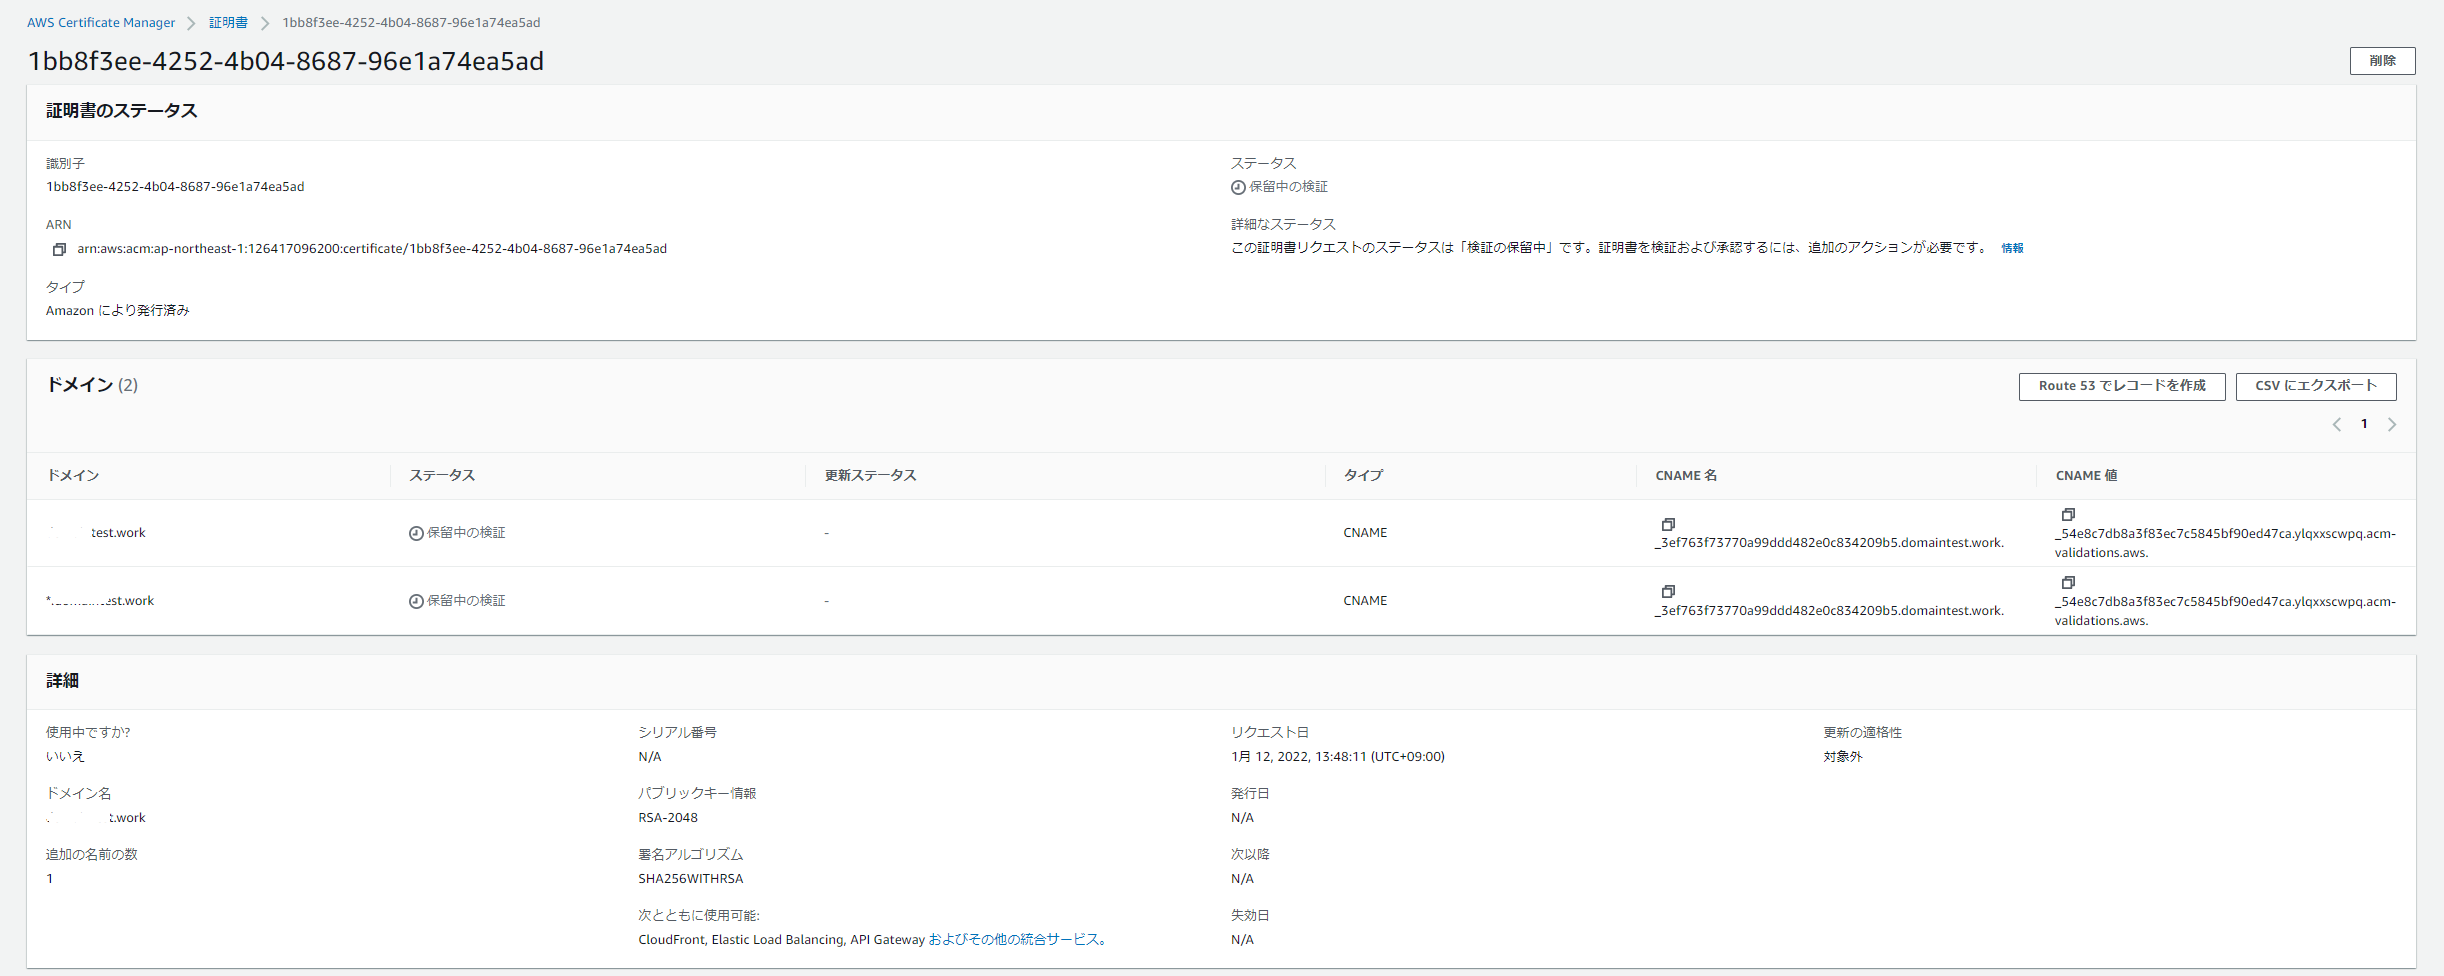 AWS Certificate Manager 証明書 1bb8f3ee-4252-4b04-8687-96e1a74ea5ad
1bb8f3ee-4252-4b04-8687-96e1a74ea5ad
削除
証明書のステータス
識別子
1bb8f3ee-4252-4b04-8687-96e1a74ea5ad
ARN
arn:aws:acm:ap-northeast-1:126417096200:certificate/1bb8f3ee-4252-4b04-8687-96e1a74ea5ad
タイプ
Amazon により発行済み
ステータス
保留中の検証
詳細なステータス
この証明書リクエストのステータスは「検証の保留中」です。証明書を検証および承認するには、追加のアクションが必要です。 情報
ドメイン (2)
Route 53 でレコードを作成 CSV にエクスポート
1
ドメイン ステータス 更新ステータス タイプ CNAME 名 CNAME 値
test.work 保留中の検証 - CNAME _3ef763f73770a99ddd482e0c834209b5.domaintest.work. _54e8c7db8a3f83ec7c5845bf90ed47ca.ylqxxscwpq.acm-
validations.aws.
test.work 保留中の検証 - CNAME _3ef763f73770a99ddd482e0c834209b5.domaintest.work. _54e8c7db8a3f83ec7c5845bf90ed47ca.ylqxxscwpq.acm-
validations.aws.
詳細
使用中ですか?
いいえ
ドメイン名
t.work
追加の名前の数
1
シリアル番号
N/A
パブリックキー情報
RSA-2048
署名アルゴリズム
SHA256WITHRSA
次とともに使用可能:
CloudFront, Elastic Load Balancing, API Gateway およびその他の統合サービス。
リクエスト日
1月 12, 2022, 13:48:11 (UTC+09:00)
発行日
N/A
次以降
N/A
失効日
N/A
更新の適格性
対象外